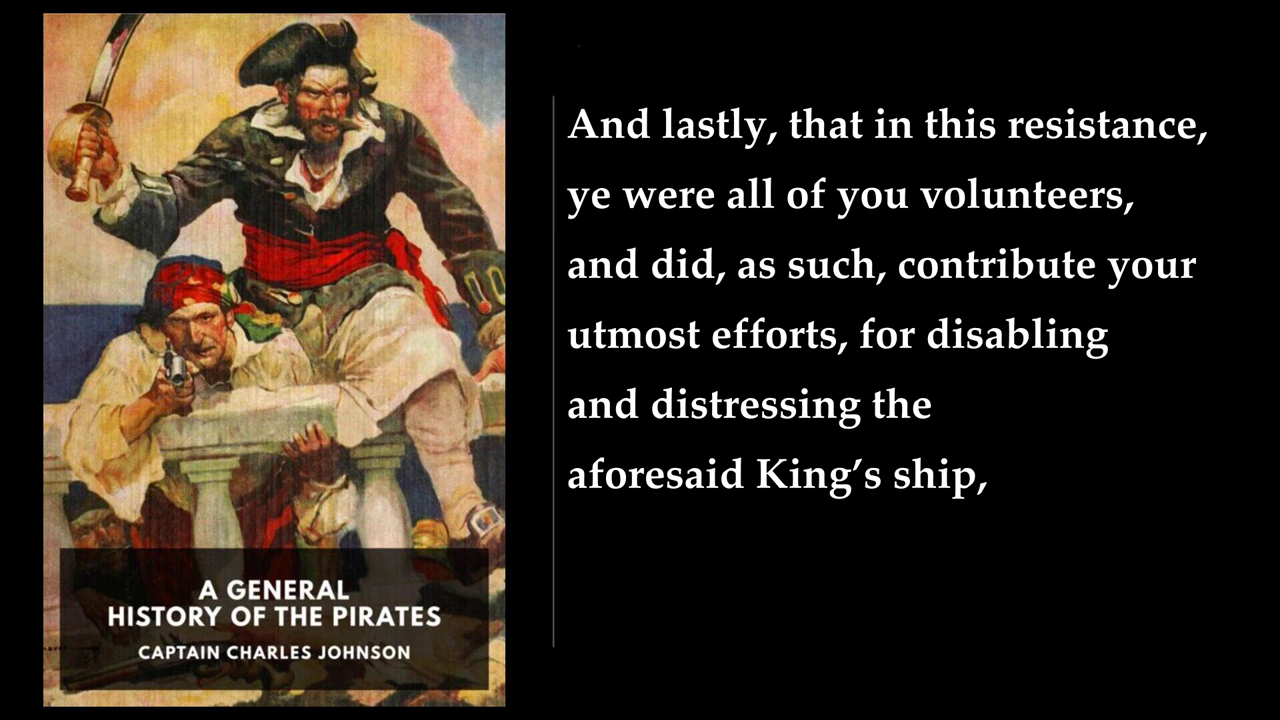 And lastly, that in this resistance,
ye were all of you volunteers,
and did, as such, contribute your
utmost efforts, for disabling
and distressing the
aforesaid King’s ship,
A GENERAL
HISTORY OF THE PIRATES
CAPTAIN CHARLES JOHNSON